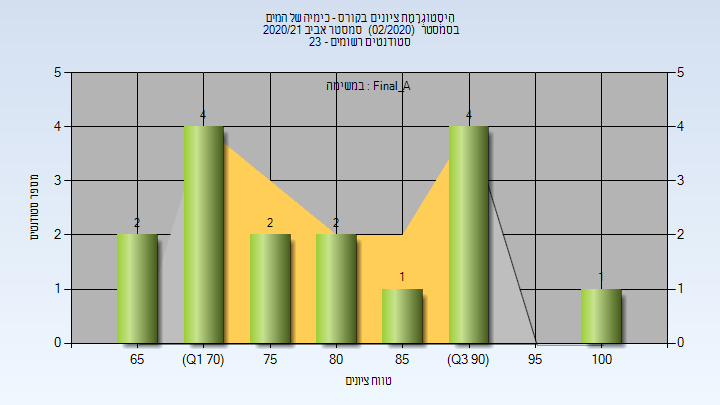 היסטוגרמת ציונים בקורס - כימיה של המים
בסמסטר (02/2020) סמסטר אביב 2020/21
סטודנטים רשומים - 23
במשימה : Final_A
5 5
4 4
3 3
2 2
1 1
0 0
2 4 2 2 1 4 1
מספר סטודנטים
65 (Q1 70) 75 80 85 (Q3 90) 95 100
טווח ציונים